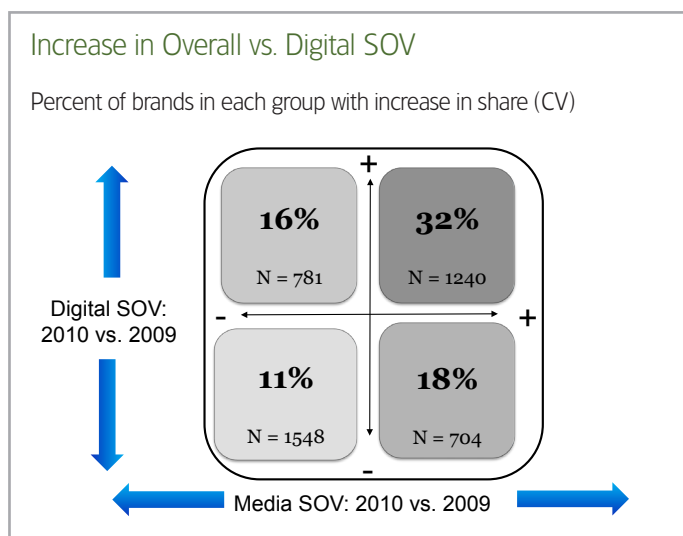 Increase in Overall vs. Digital SOV
Percent of brands in each group with increase in share (CV)
+
16%
32%
N = 781
N = 1240
Digital SOV:
2010 vs. 2009
-
+
11%
18%
N = 1548
N = 704
-
Media SOV: 2010 vs. 2009